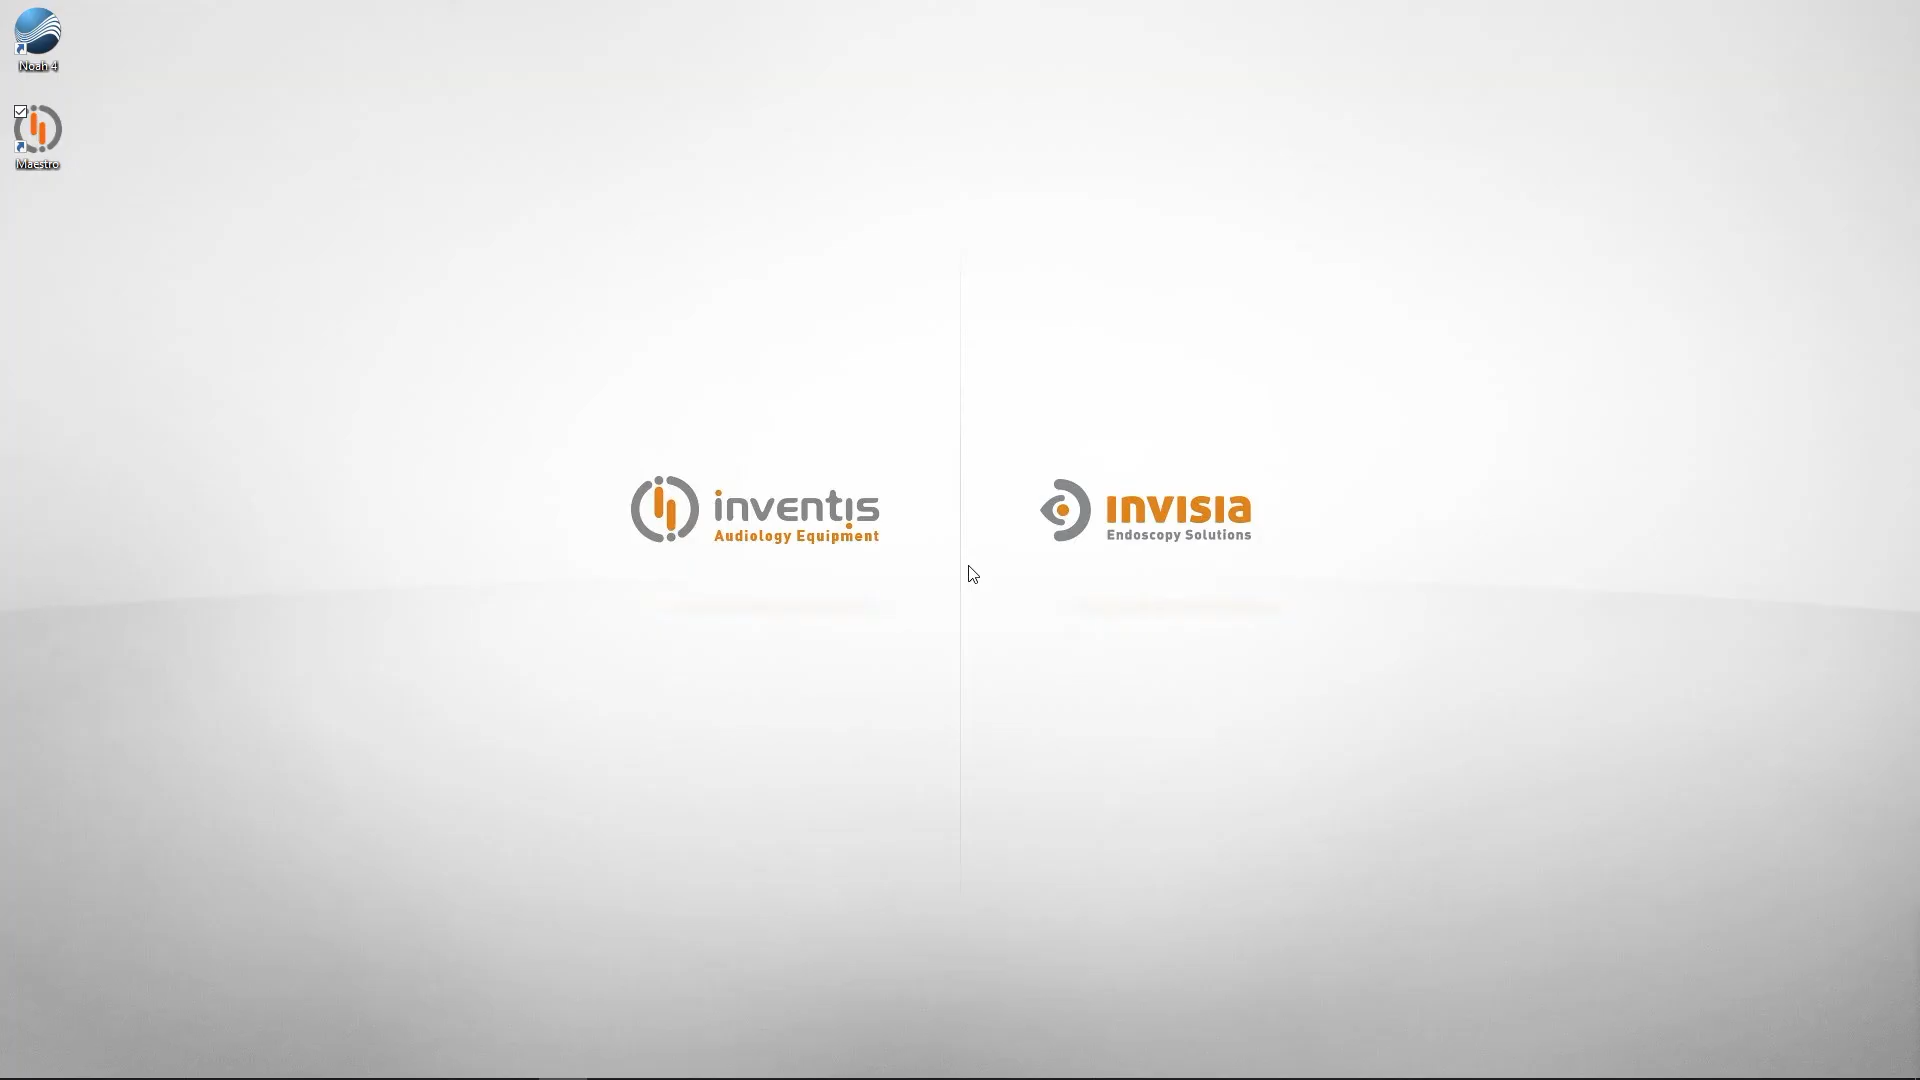 Noah 4
Maestro
inventis
Audiology Equipment
invisia
Endoscopy Solutions